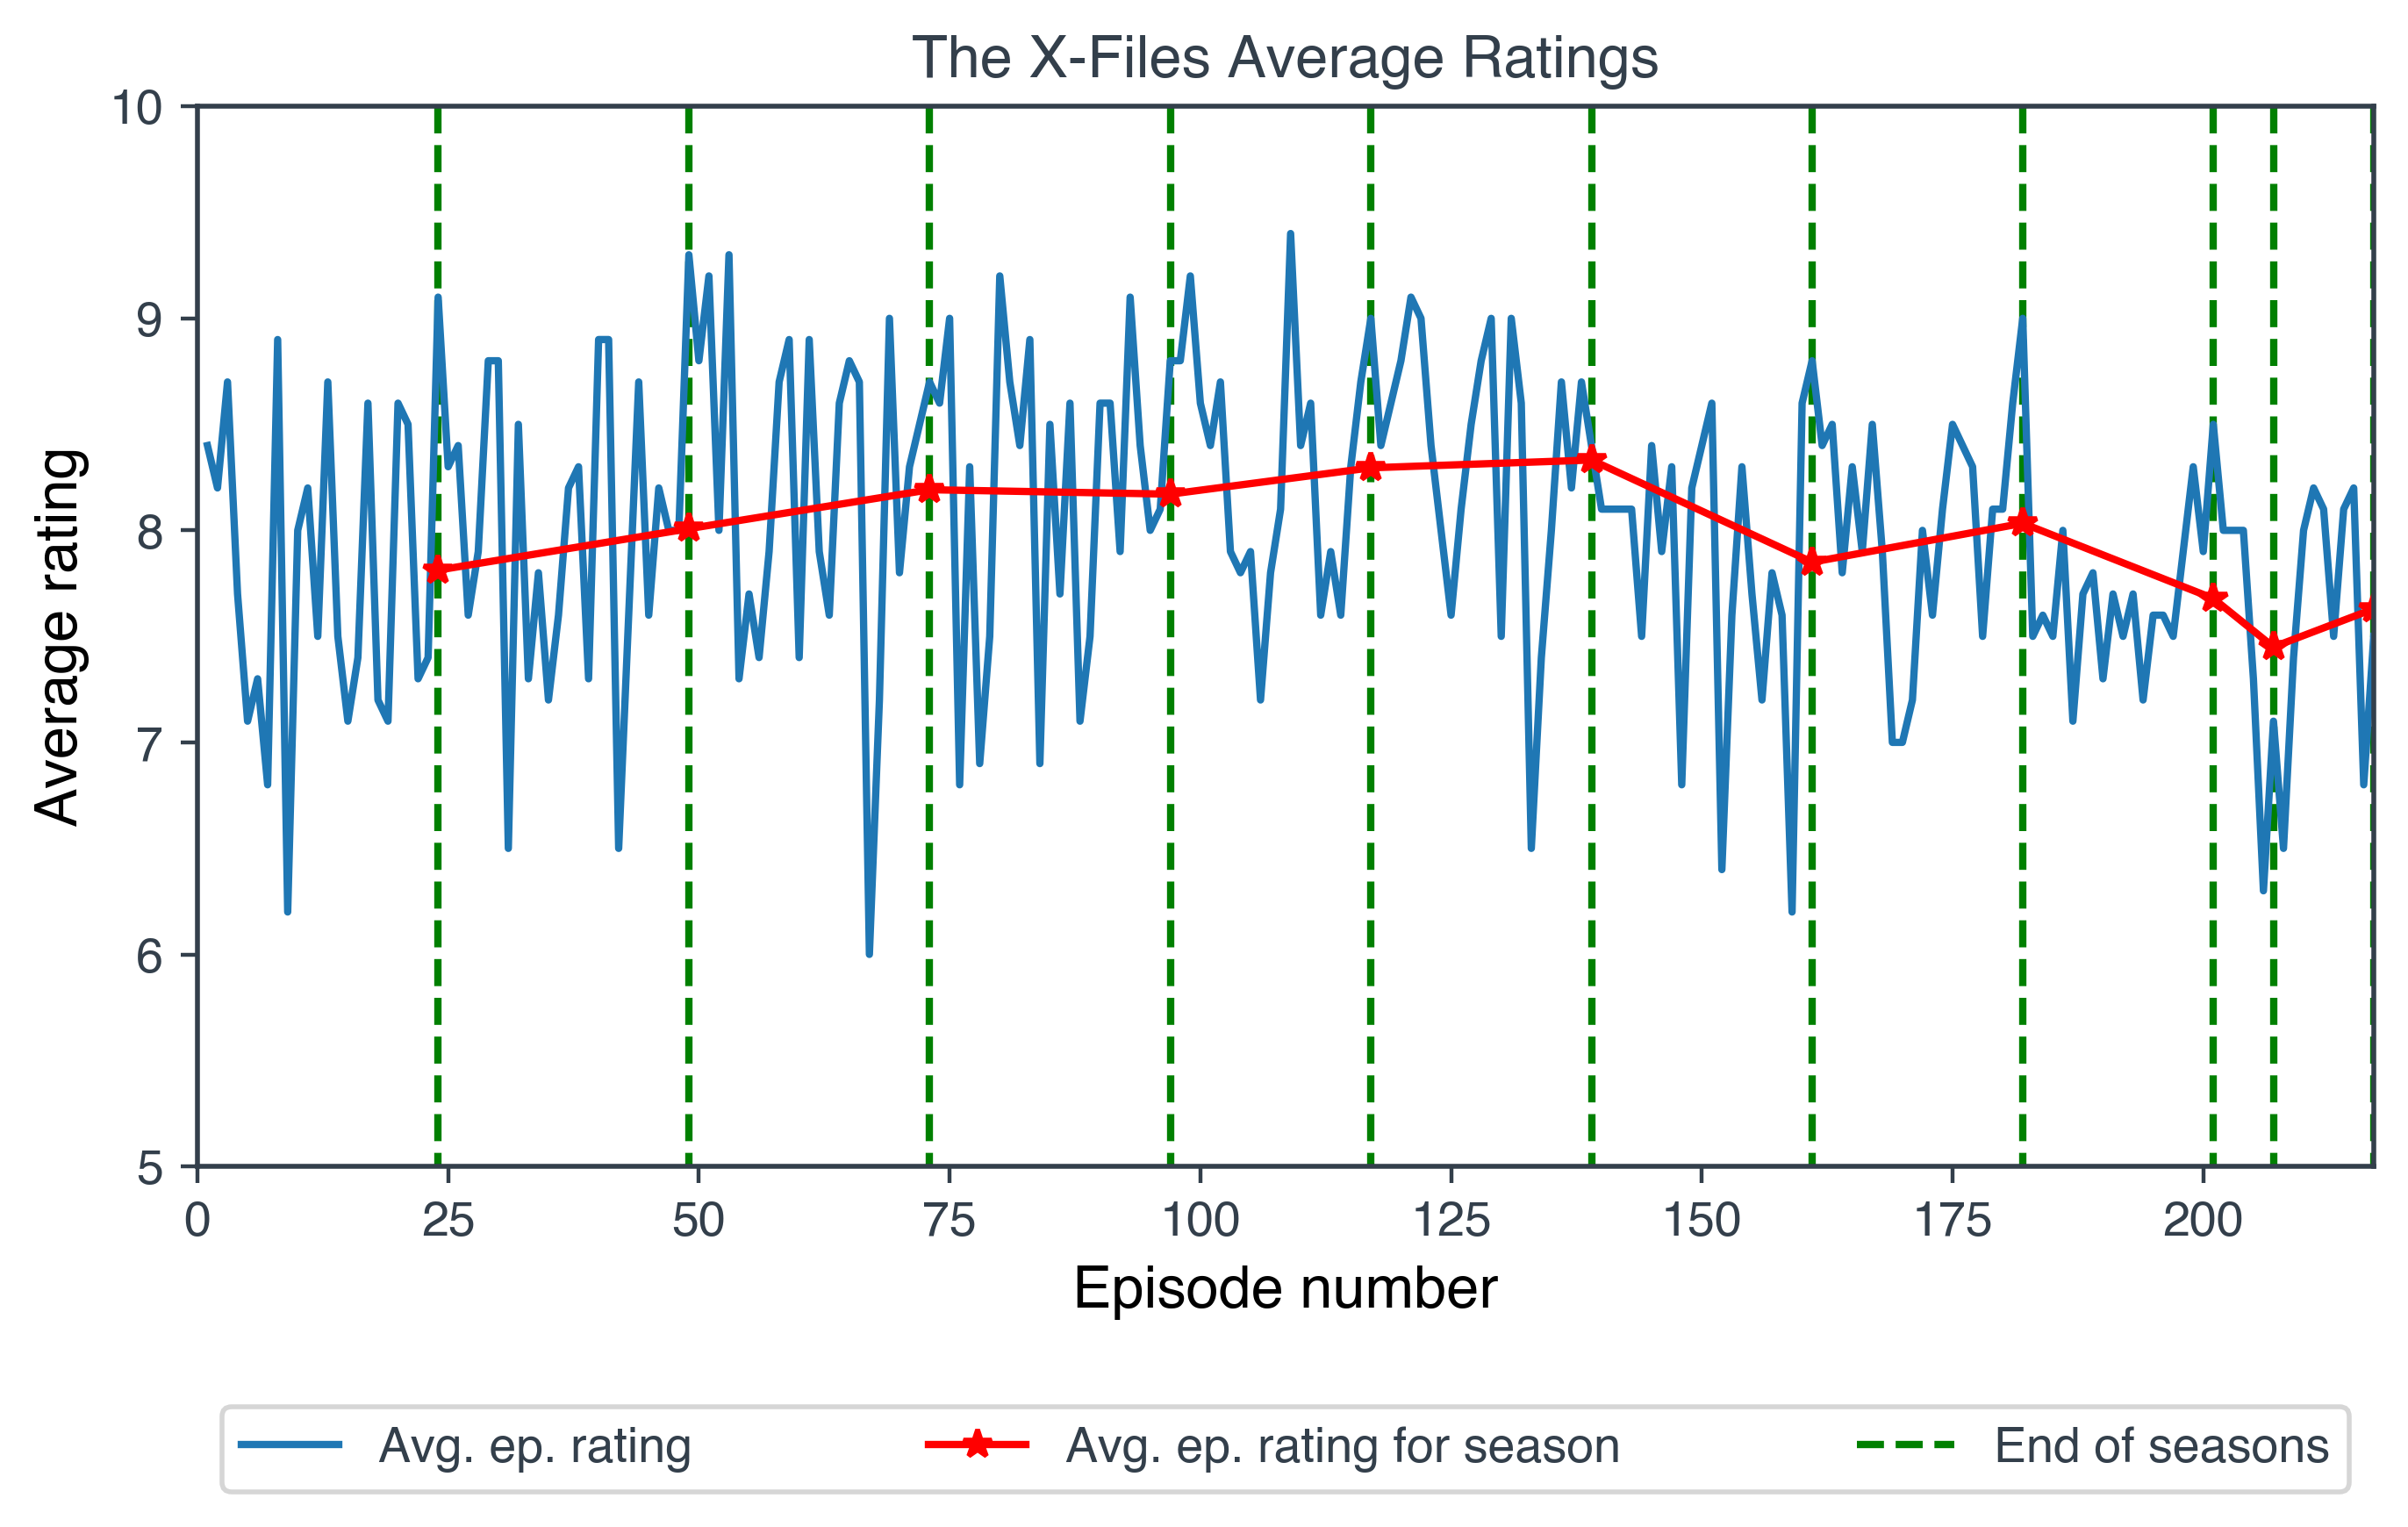 The X-Files Average Ratings
10
9
8
7
6
5
Average rating
0 25 50 75 100 125 150 175 200
Episode number
Avg. ep. rating Avg. ep. rating for season End of seasons